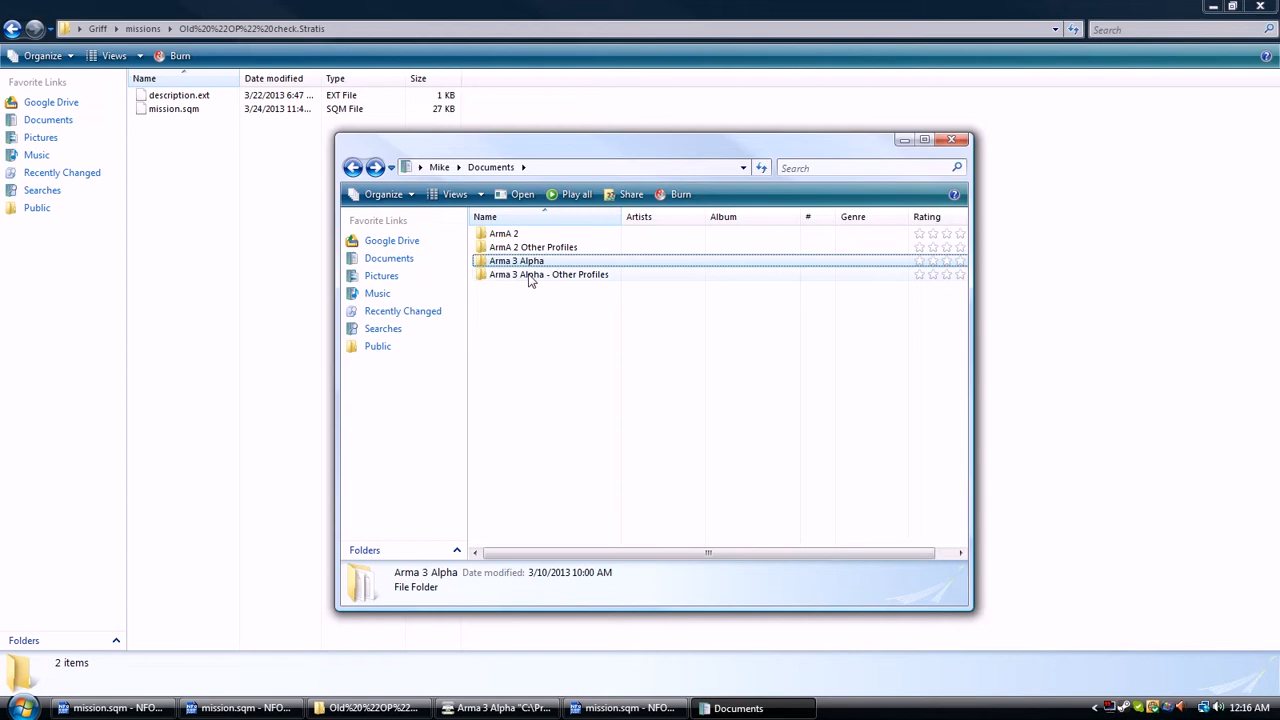 Griff missions Old%20%22OP%22%20check.Stratis Search
Organize Views Burn
Favorite Links Name Date modified Type Size
Google Drive description.ext 3/22/2013 6:47 ... EXT File 1 KB
Documents mission.sqm 3/24/2013 11:4... SQM File 27 KB
Pictures
Music
Recently Changed
Searches
Public
Mike Documents Search
Organize Views Open Play all Share Burn
Favorite Links Name Artists Album # Genre Rating
Google Drive
Documents
Pictures
Music
Recently Changed
Searches
Public
ArmA 2
ArmA 2 Other Profiles
Arma 3 Alpha
Arma 3 Alpha - Other Profiles
Folders
Arma 3 Alpha Date modified: 3/10/2013 10:00 AM
File Folder
Folders
2 items
mission.sqm - NFO... mission.sqm - NFO... Old%20%22OP%22... Arma 3 Alpha "C:\Pr... mission.sqm - NFO... Documents 12:16 AM